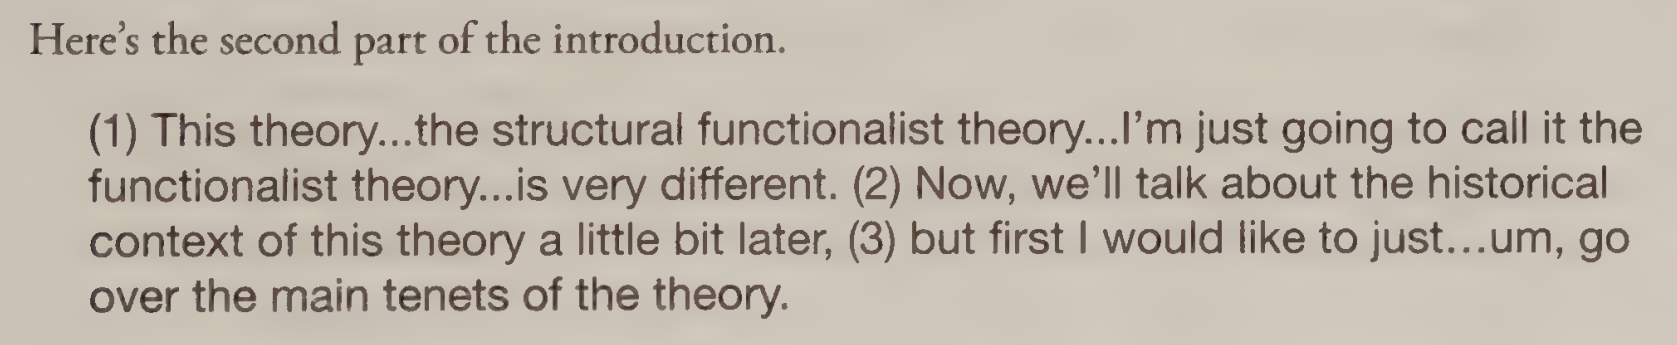 Here's the second part of the introduction.
(1) This theory...the structural functionalist theory...I'm just going to call it the
functionalist theory...is very different. (2) Now, we'll talk about the historical
context of this theory a little bit later, (3) but first I would like to just...um, go
over the main tenets of the theory.